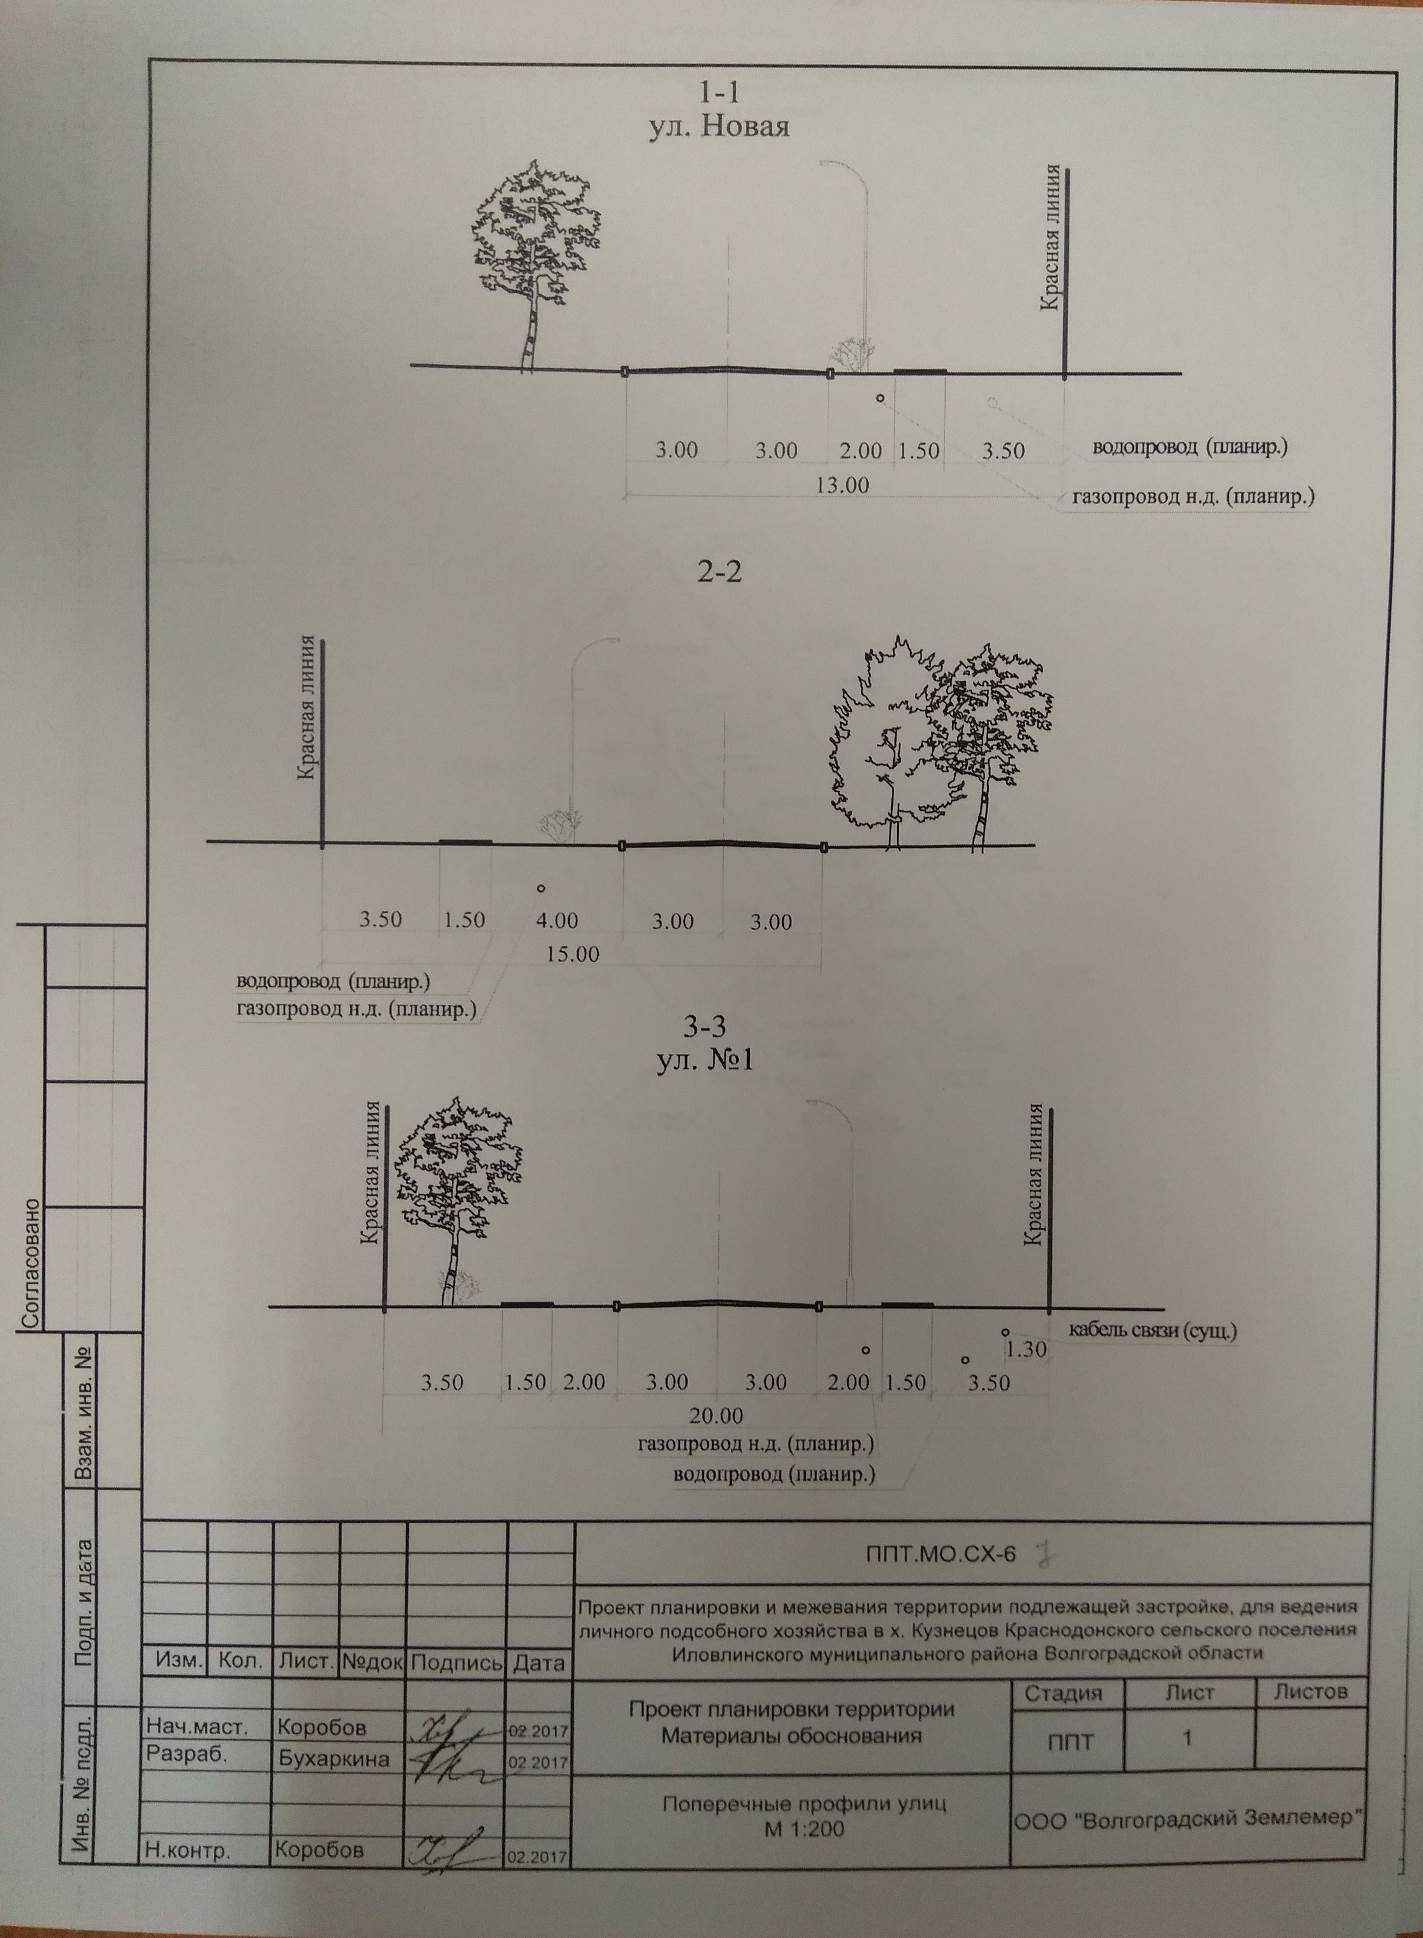 1-1
ул. Новая
Красная линия
3.00 3.00 2.00 1.50 3.50
13.00
водопровод (планир.)
газопровод н.д. (планир.)
2-2
Красная линия
3.50 1.50 4.00 3.00 3.00
15.00
водопровод (планир.)
газопровод н.д. (планир.)
3-3
ул. №1
Красная линия
Красная линия
кабель связи (сущ.)
1.30
3.50 1.50 2.00 3.00 3.00 2.00 1.50 3.50
20.00
газопровод н.д. (планир.)
водопровод (планир.)
Согласовано
Взам. инв. №
Подп. и дата
Инв. № подл.
ППТ.МО.СХ-6
Проект планировки и межевания территории подлежащей застройке, для ведения
личного подсобного хозяйства в х. Кузнецов Краснодонского сельского поселения
Иловлинского муниципального района Волгоградской области
Изм. Кол. Лист. №док Подпись Дата
Нач.маст. Коробов 02.2017
Разраб. Бухаркина 02.2017
Н.контр. Коробов 02.2017
Проект планировки территории
Материалы обоснования
Стадия Лист Листов
ППТ 1
Поперечные профили улиц
М 1:200
ООО "Волгоградский Землемер"